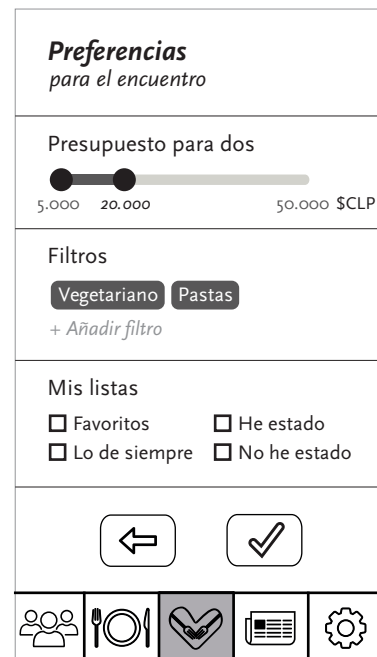 Preferencias
para el encuentro
Presupuesto para dos
5.000 20.000 50.000 $CLP
Filtros
Vegetariano Pastas
+ Añadir filtro
Mis listas
Favoritos He estado
Lo de siempre No he estado